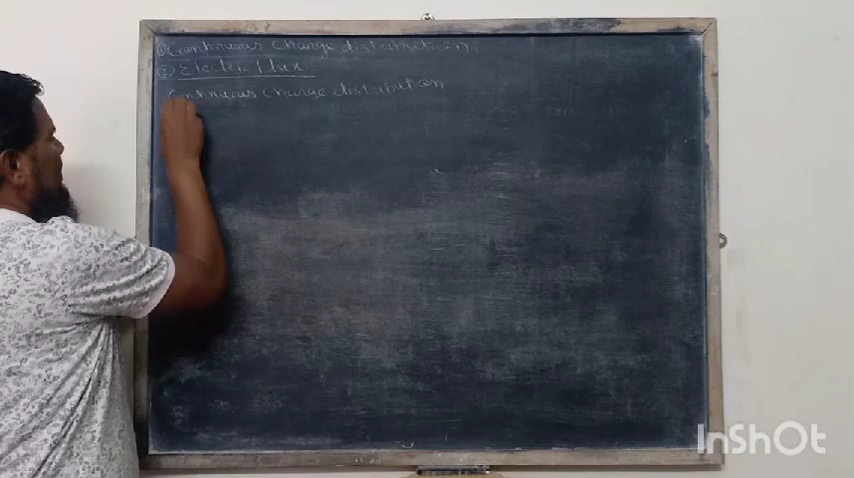 ① Continuous Charge distribution
② Electric flux
Continuous Charge distribution
InShOt